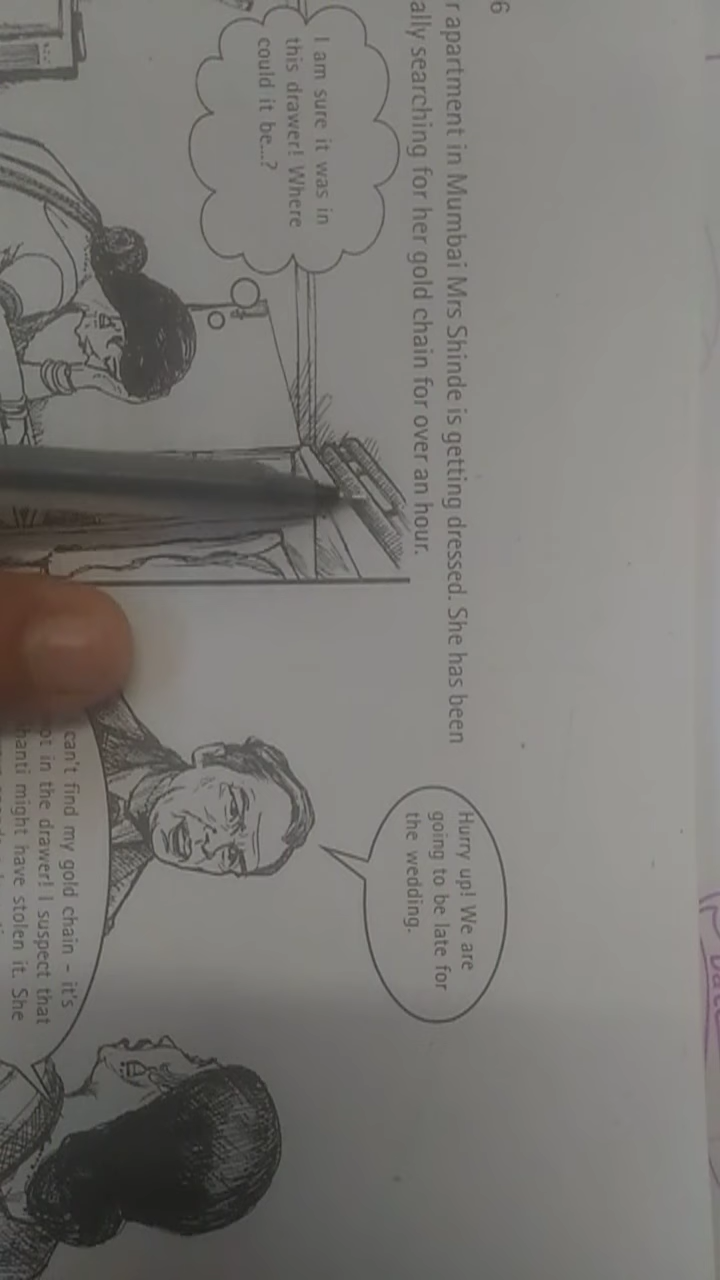 6
r apartment in Mumbai Mrs Shinde is getting dressed. She has been
ally searching for her gold chain for over an hour.
I am sure it was in
this drawer! Where
could it be....?
Hurry up! We are
going to be late for
the wedding.
can't find my gold chain – it's
ot in the drawer! I suspect that
hanti might have stolen it. She